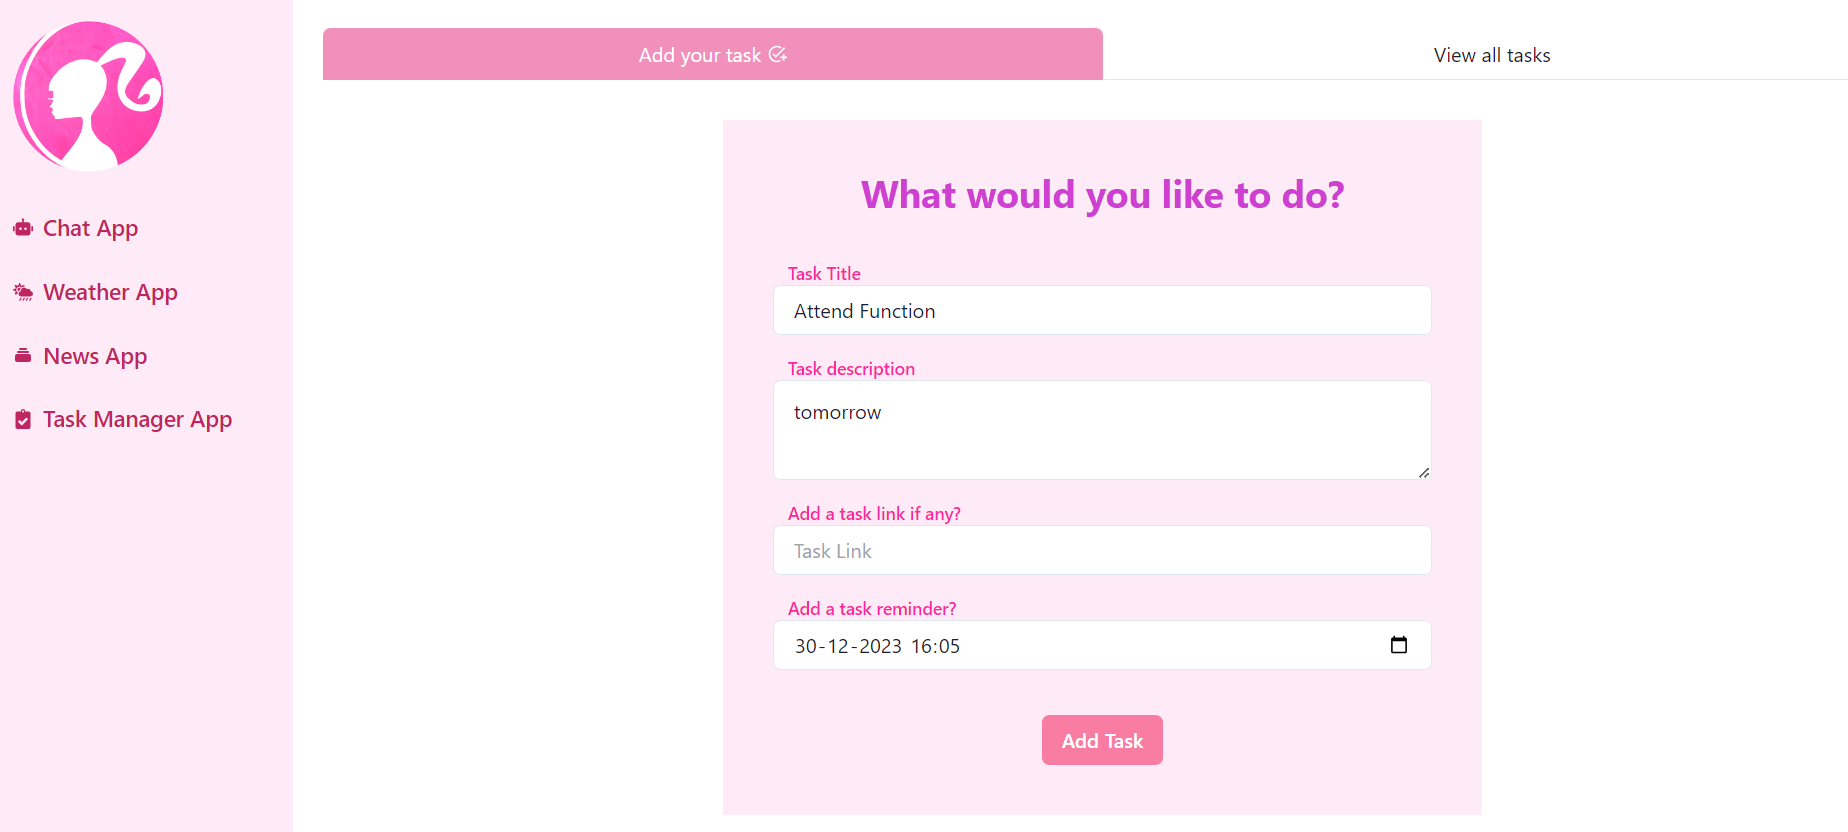 Chat App
Weather App
News App
Task Manager App
Add your task
View all tasks
What would you like to do?
Task Title
Attend Function
Task description
tomorrow
Add a task link if any?
Task Link
Add a task reminder?
30-12-2023 16:05
Add Task